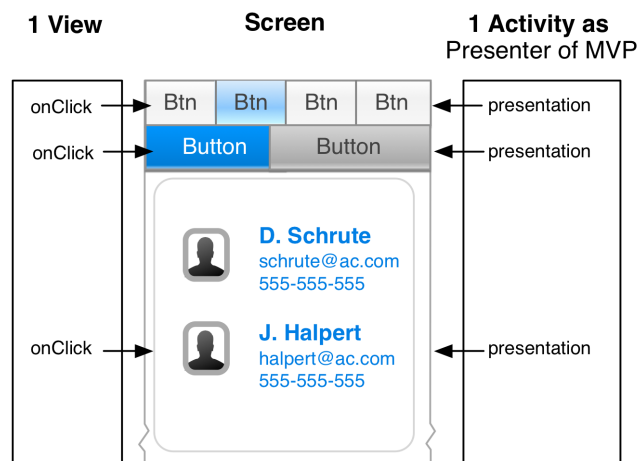 1 View
Screen
1 Activity as
Presenter of MVP
onClick
Btn
Btn
Btn
Btn
presentation
onClick
Button
Button
presentation
D. Schrute
schrute@ac.com
555-555-555
onClick
J. Halpert
halpert@ac.com
555-555-555
presentation